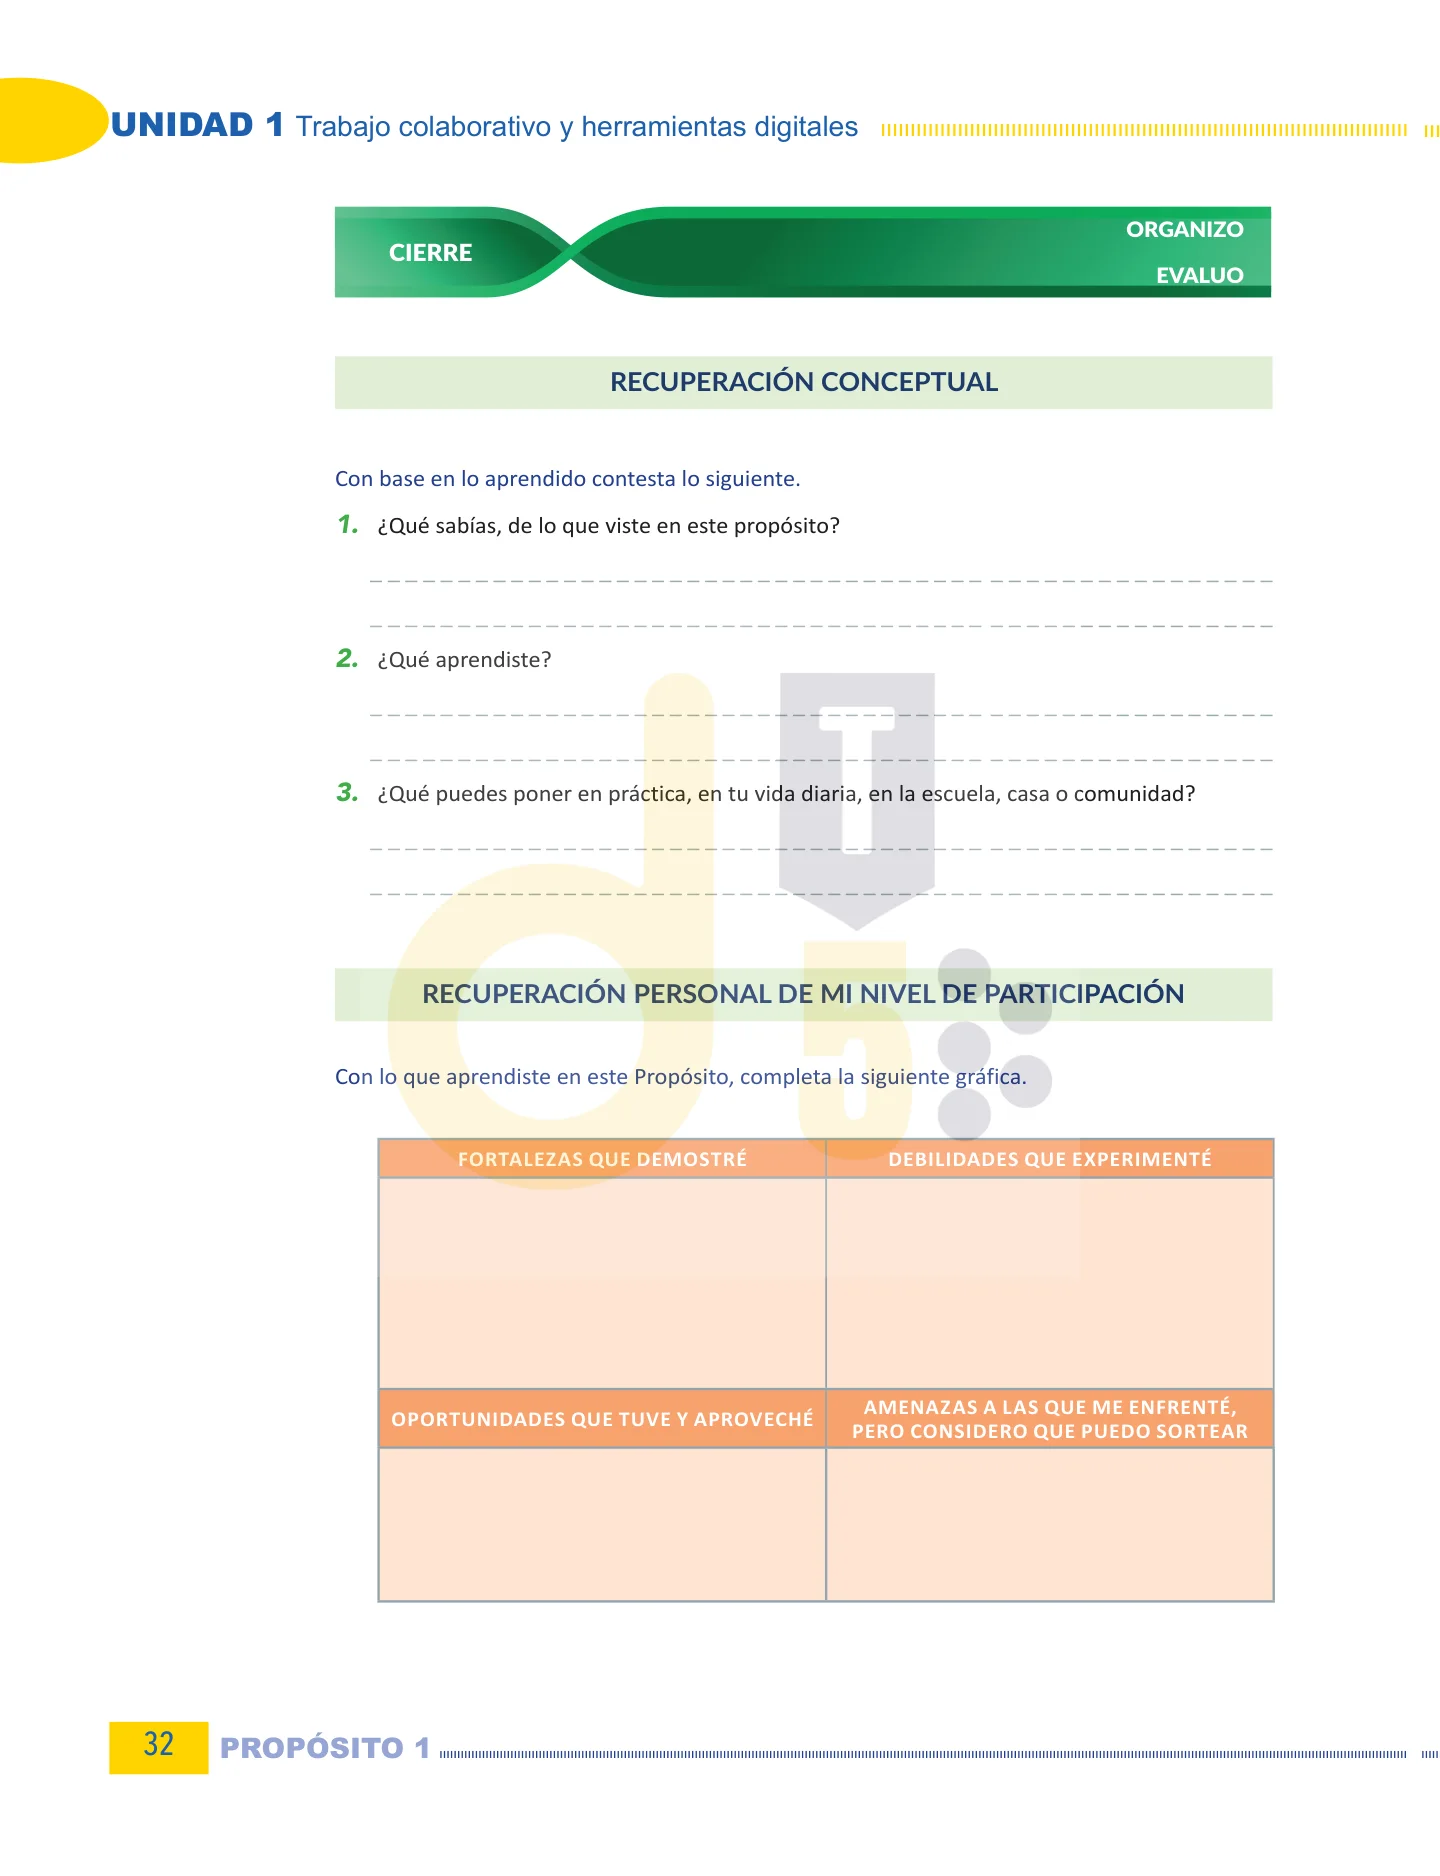 UNIDAD 1 Trabajo colaborativo y herramientas digitales
CIERRE
ORGANIZO
EVALUO
RECUPERACIÓN CONCEPTUAL
Con base en lo aprendido contesta lo siguiente.
1. ¿Qué sabías, de lo que viste en este propósito?
2. ¿Qué aprendiste?
3. ¿Qué puedes poner en práctica, en tu vida diaria, en la escuela, casa o comunidad?
RECUPERACIÓN PERSONAL DE MI NIVEL DE PARTICIPACIÓN
Con lo que aprendiste en este Propósito, completa la siguiente gráfica.
FORTALEZAS QUE DEMOSTRÉ
DEBILIDADES QUE EXPERIMENTÉ
OPORTUNIDADES QUE TUVE Y APROVECHÉ
AMENAZAS A LAS QUE ME ENFRENTÉ,
PERO CONSIDERO QUE PUEDO SORTEAR
32 PROPÓSITO 1
d T
5